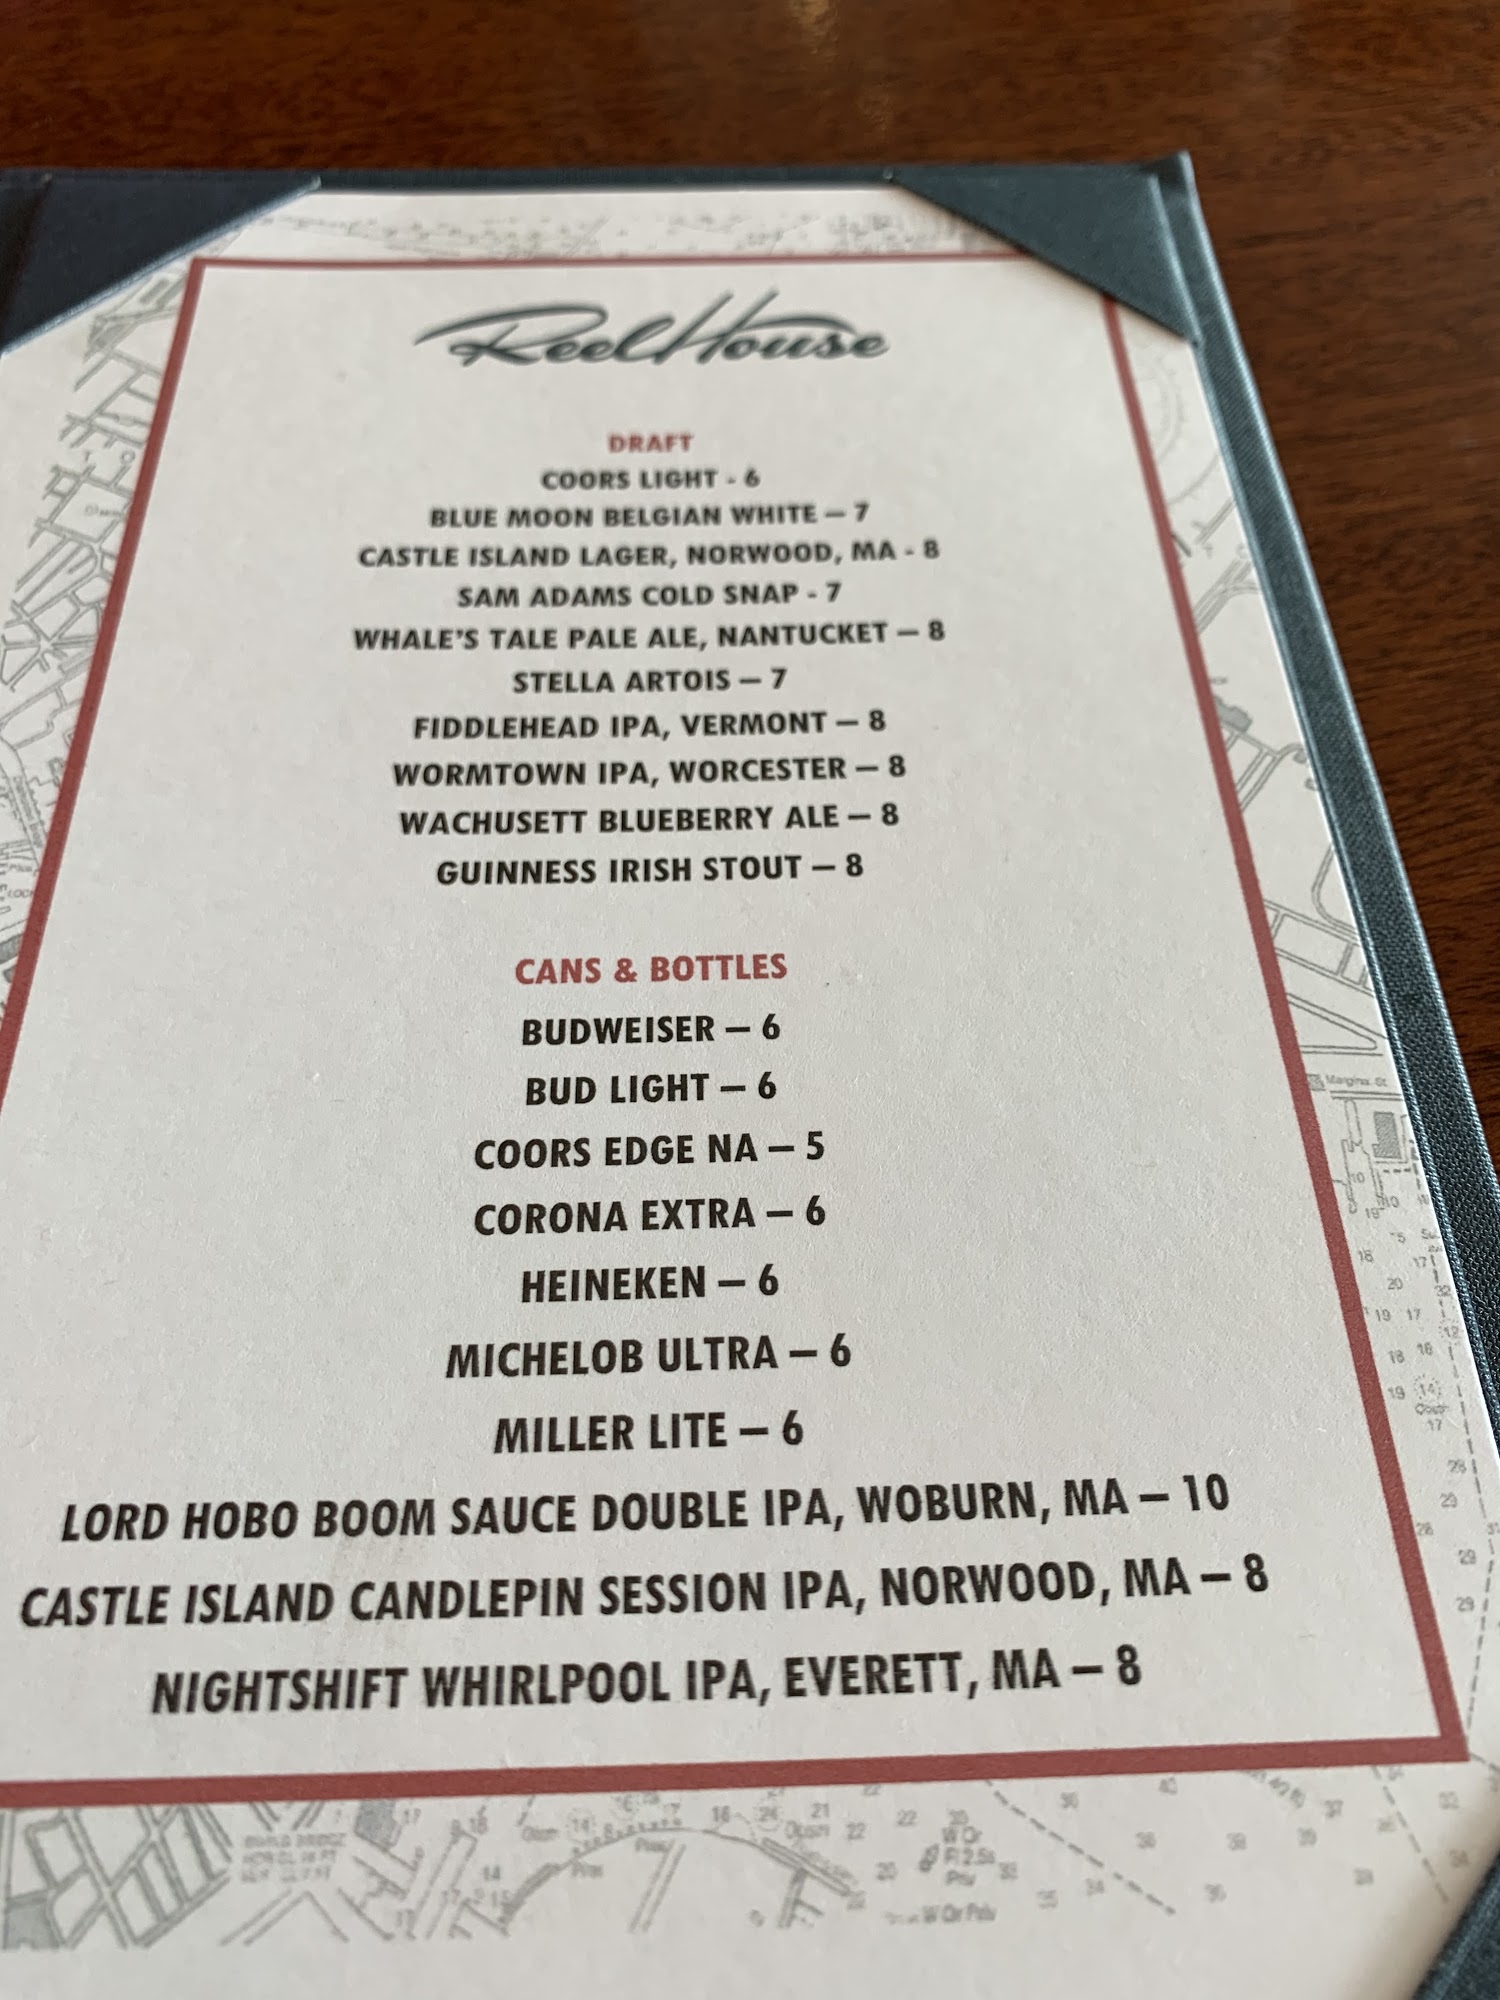 ReelHouse
DRAFT
COORS LIGHT - 6
BLUE MOON BELGIAN WHITE – 7
CASTLE ISLAND LAGER, NORWOOD, MA - 8
SAM ADAMS COLD SNAP - 7
WHALE'S TALE PALE ALE, NANTUCKET – 8
STELLA ARTOIS – 7
FIDDLEHEAD IPA, VERMONT – 8
WORMTOWN IPA, WORCESTER – 8
WACHUSETT BLUEBERRY ALE – 8
GUINNESS IRISH STOUT – 8
CANS & BOTTLES
BUDWEISER – 6
BUD LIGHT – 6
COORS EDGE NA – 5
CORONA EXTRA – 6
HEINEKEN – 6
MICHELOB ULTRA – 6
MILLER LITE – 6
LORD HOBO BOOM SAUCE DOUBLE IPA, WOBURN, MA – 10
CASTLE ISLAND CANDLEPIN SESSION IPA, NORWOOD, MA – 8
NIGHTSHIFT WHIRLPOOL IPA, EVERETT, MA – 8